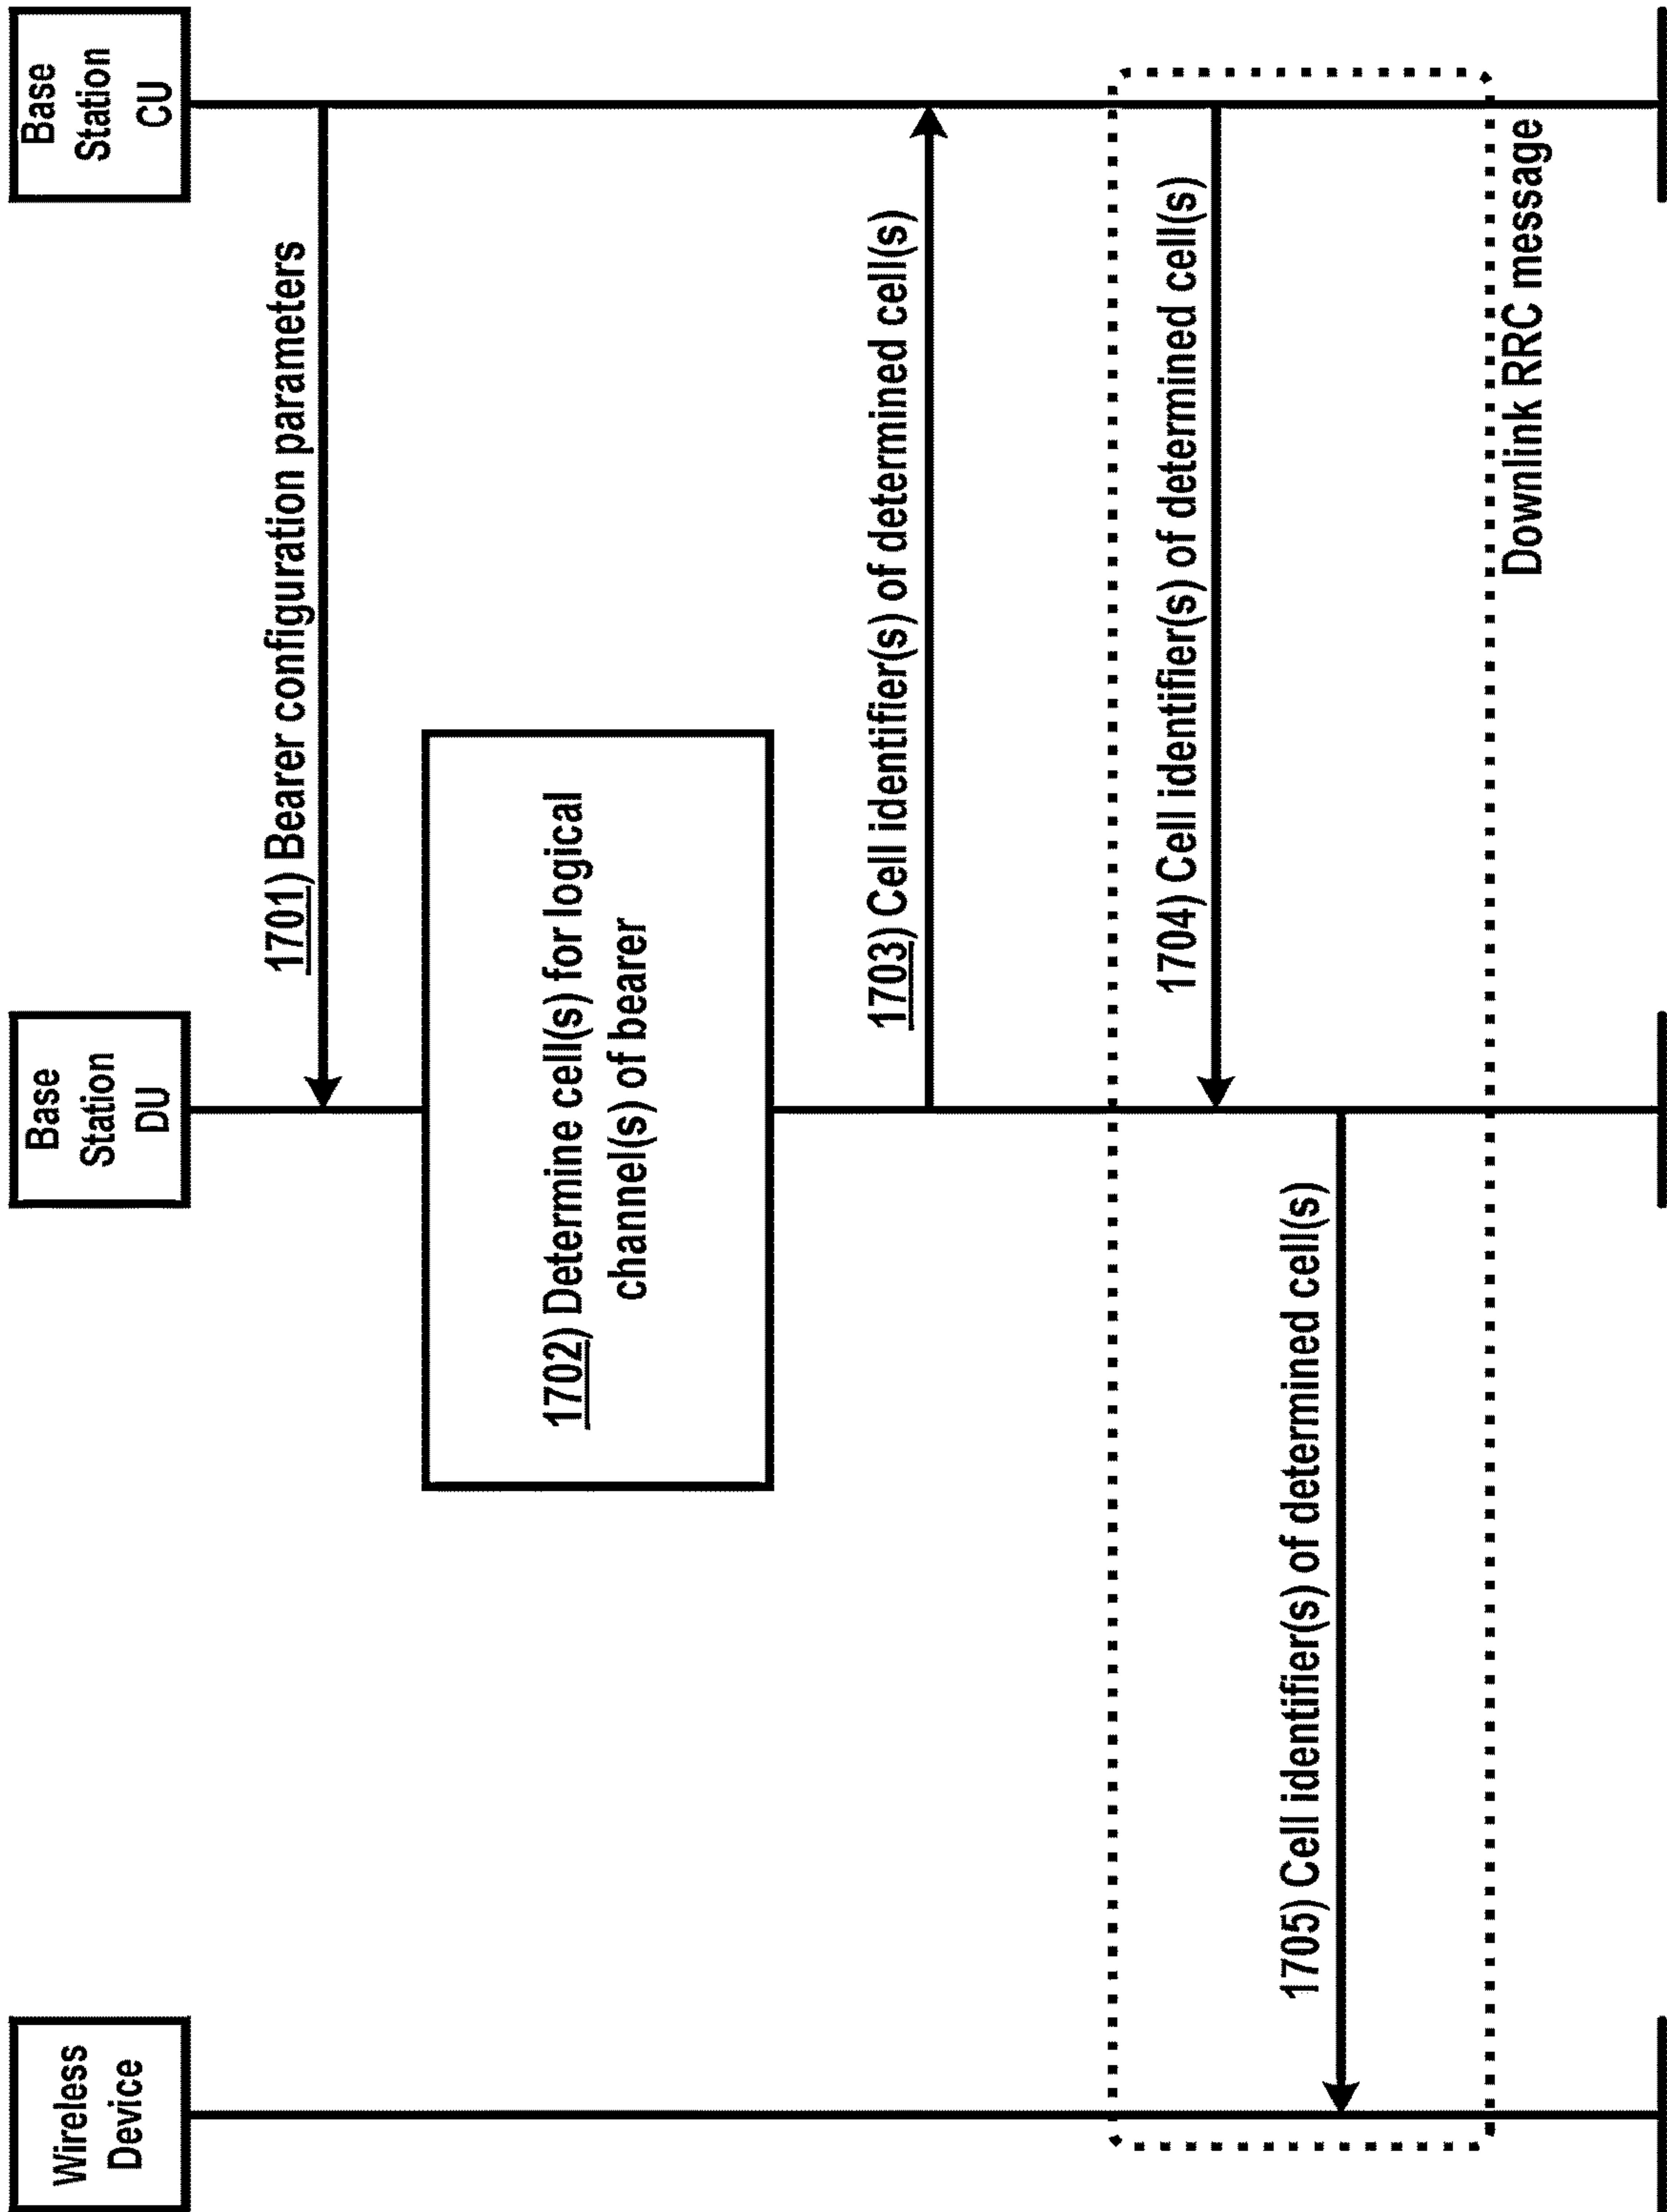 Wireless
Device
Base
Station
DU
Base
Station
CU
1701) Bearer configuration parameters
1702) Determine cell(s) for logical
channel(s) of bearer
1703) Cell identifier(s) of determined cell(s)
1704) Cell identifier(s) of determined cell(s)
1705) Cell identifier(s) of determined cell(s)
Downlink RRC message